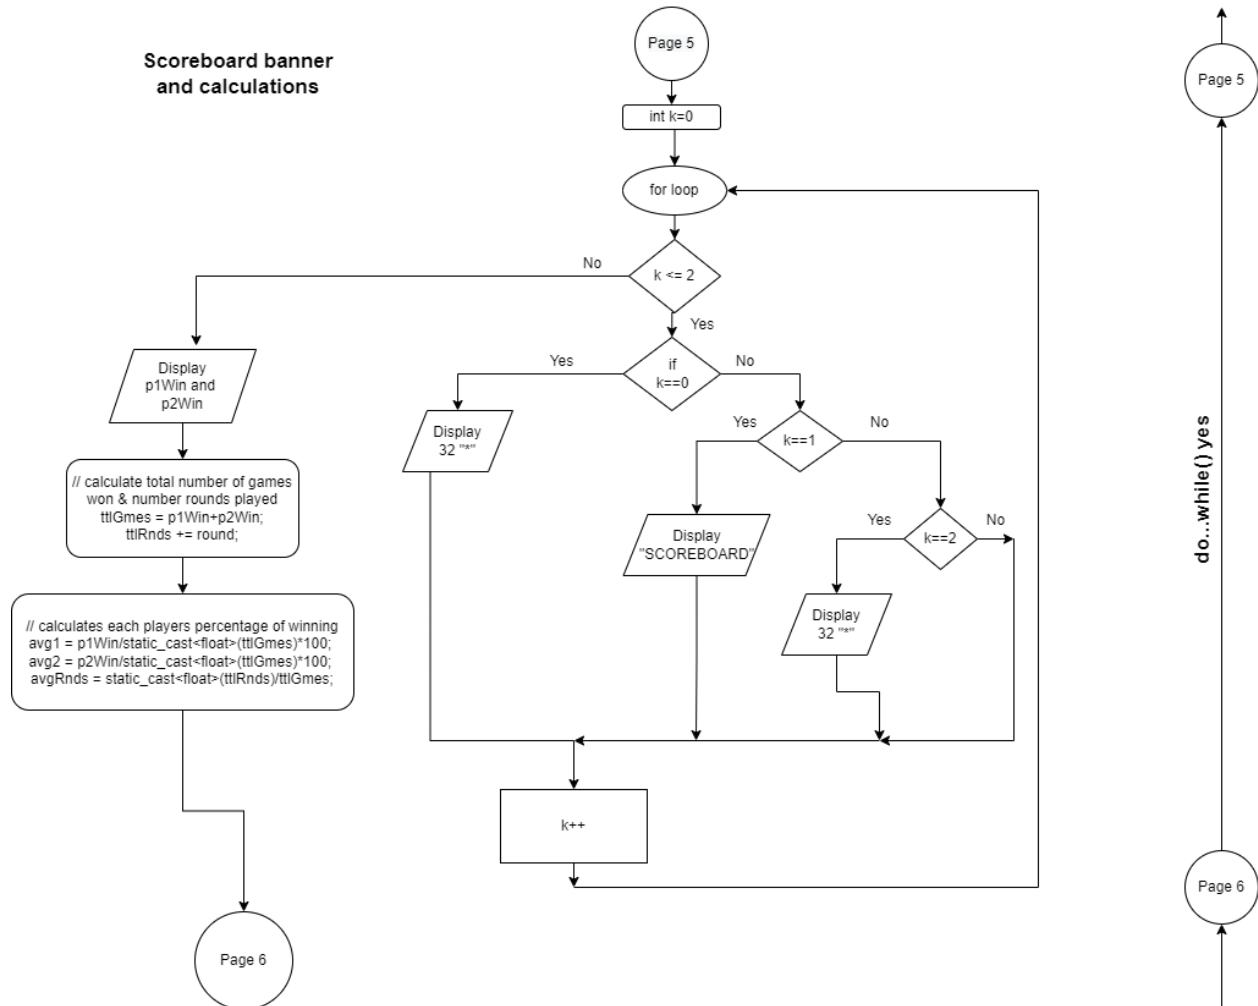 Scoreboard banner
and calculations
Page 5
int k=0
for loop
k <= 2
No
Yes
if
k==0
Yes
No
Display
32 "*"
k==1
Yes
No
Display
"SCOREBOARD"
k==2
Yes
No
Display
32 "*"
k++
Display
p1Win and
p2Win
// calculate total number of games
won & number rounds played
ttlGmes = p1Win+p2Win;
ttlRnds += round;
// calculates each players percentage of winning
avg1 = p1Win/static_cast<float>(ttlGmes)*100;
avg2 = p2Win/static_cast<float>(ttlGmes)*100;
avgRnds = static_cast<float>(ttlRnds)/ttlGmes;
Page 6
Page 5
do...while() yes
Page 6